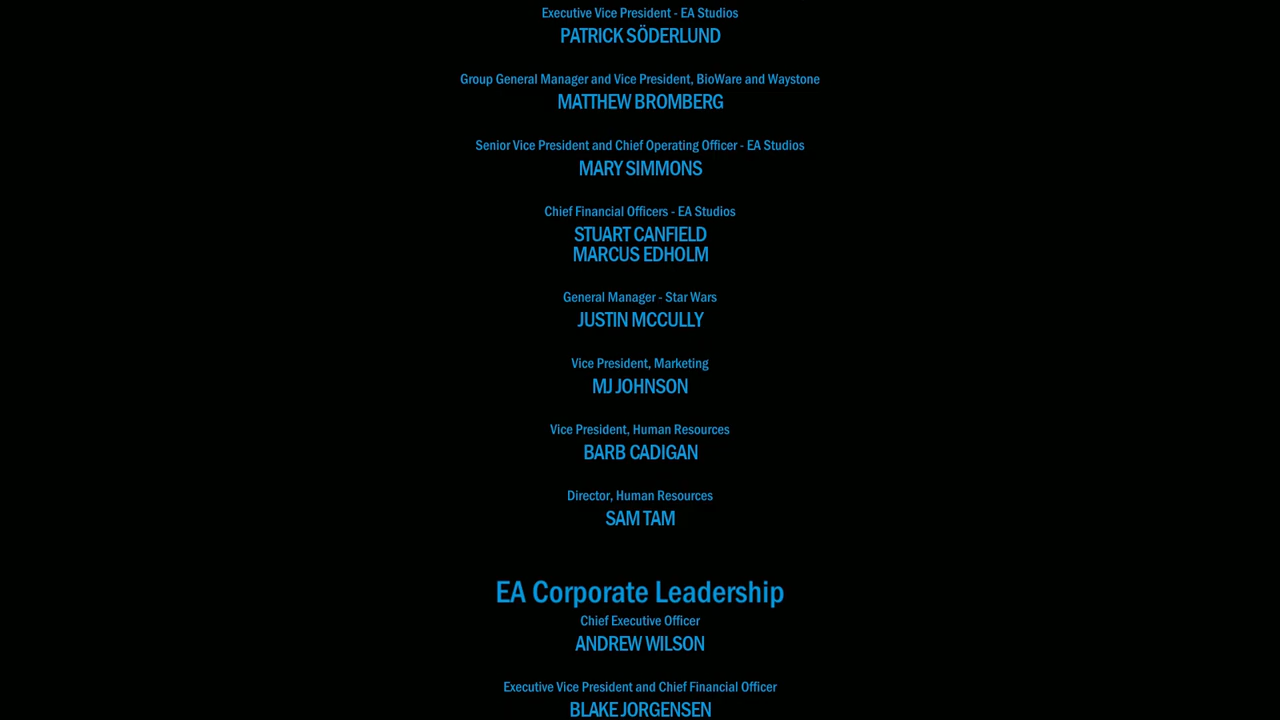 Executive Vice President - EA Studios
PATRICK SÖDERLUND
Group General Manager and Vice President, BioWare and Waystone
MATTHEW BROMBERG
Senior Vice President and Chief Operating Officer - EA Studios
MARY SIMMONS
Chief Financial Officers - EA Studios
STUART CANFIELD
MARCUS EDHOLM
General Manager - Star Wars
JUSTIN MCCULLY
Vice President, Marketing
MJ JOHNSON
Vice President, Human Resources
BARB CADIGAN
Director, Human Resources
SAM TAM
EA Corporate Leadership
Chief Executive Officer
ANDREW WILSON
Executive Vice President and Chief Financial Officer
BLAKE JORGENSEN